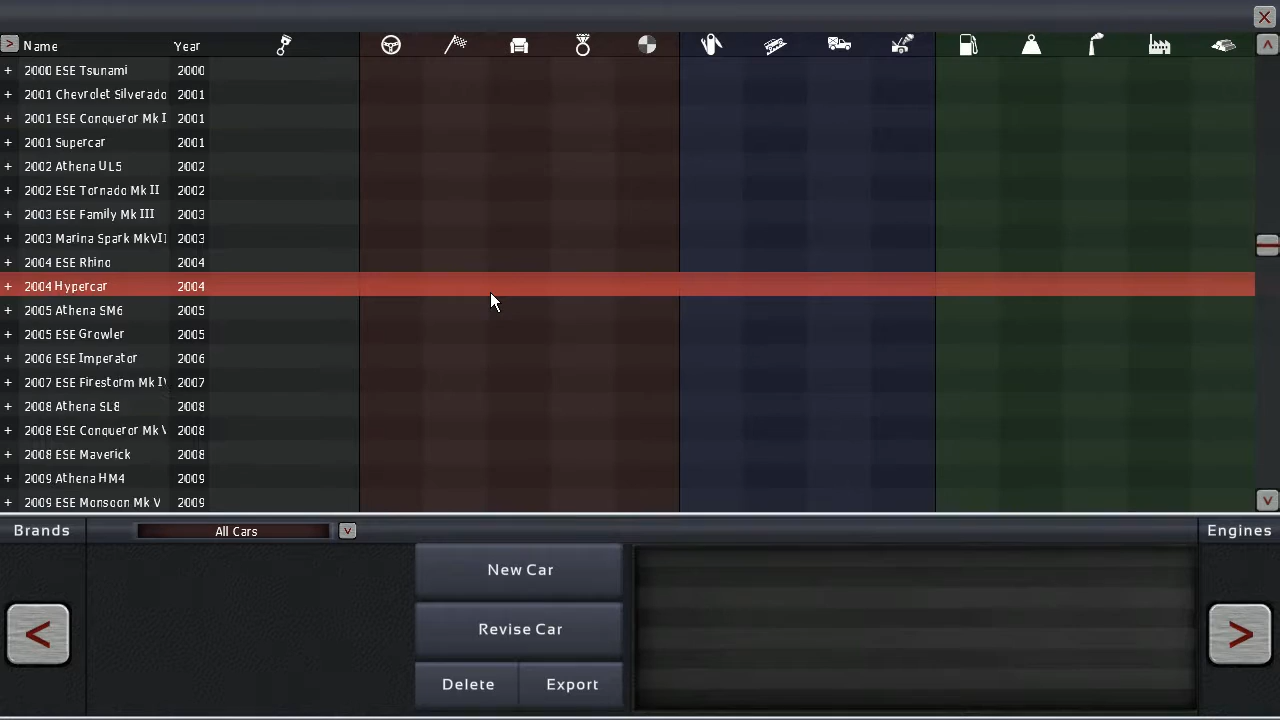 > Name Year
+ 2000 ESE Tsunami 2000
+ 2001 Chevrolet Silverado 2001
+ 2001 ESE Conqueror Mk I 2001
+ 2001 Supercar 2001
+ 2002 Athena UL5 2002
+ 2002 ESE Tornado Mk II 2002
+ 2003 ESE Family Mk III 2003
+ 2003 Marina Spark MkVI 2003
+ 2004 ESE Rhino 2004
+ 2004 Hypercar 2004
+ 2005 Athena SM6 2005
+ 2005 ESE Growler 2005
+ 2006 ESE Imperator 2006
+ 2007 ESE Firestorm Mk IV 2007
+ 2008 Athena SL8 2008
+ 2008 ESE Conqueror Mk V 2008
+ 2008 ESE Maverick 2008
+ 2009 Athena HM4 2009
+ 2009 ESE Monsoon Mk V 2009
Brands All Cars Engines
New Car
< Revise Car >
Delete Export